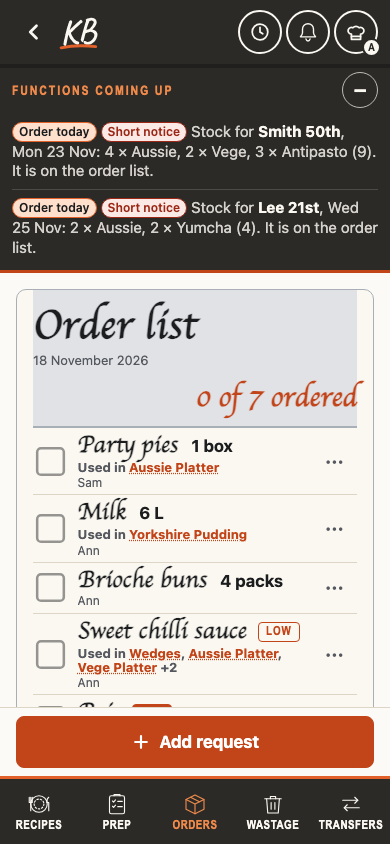 KB
A
FUNCTIONS COMING UP
Order today Short notice Stock for Smith 50th,
Mon 23 Nov: 4 × Aussie, 2 × Vege, 3 × Antipasto (9).
It is on the order list.
Order today Short notice Stock for Lee 21st, Wed
25 Nov: 2 × Aussie, 2 × Yumcha (4). It is on the order
list.
Order list
18 November 2026
0 of 7 ordered
Party pies 1 box
Used in Aussie Platter
Sam
Milk 6 L
Used in Yorkshire Pudding
Ann
Brioche buns 4 packs
Ann
Sweet chilli sauce LOW
Used in Wedges, Aussie Platter,
Vege Platter +2
Ann
+ Add request
RECIPES PREP ORDERS WASTAGE TRANSFERS